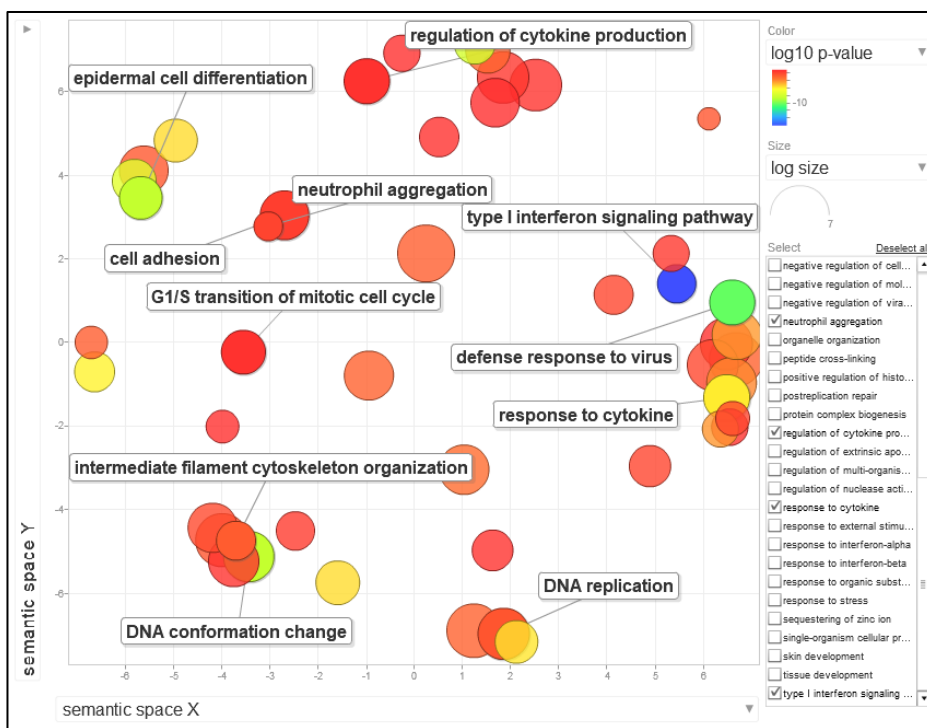 regulation of cytokine production
epidermal cell differentiation
neutrophil aggregation
type I interferon signaling pathway
cell adhesion
G1/S transition of mitotic cell cycle
defense response to virus
response to cytokine
intermediate filament cytoskeleton organization
DNA replication
DNA conformation change
6
4
2
0
-2
-4
-6
semantic space Y
-6 -5 -4 -3 -2 -1 0 1 2 3 4 5 6
semantic space X
Color
log10 p-value
-10
Size
log size
7
Select Deselect al
negative regulation of cell...
negative regulation of mol...
negative regulation of vira...
neutrophil aggregation
organelle organization
peptide cross-linking
positive regulation of histo...
postreplication repair
protein complex biogenesis
regulation of cytokine pro...
regulation of extrinsic apo...
regulation of multi-organis...
regulation of nuclease acti...
response to cytokine
response to external stimu...
response to interferon-alpha
response to interferon-beta
response to organic subst...
response to stress
sequestering of zinc ion
single-organism cellular pr...
skin development
tissue development
type I interferon signaling ...